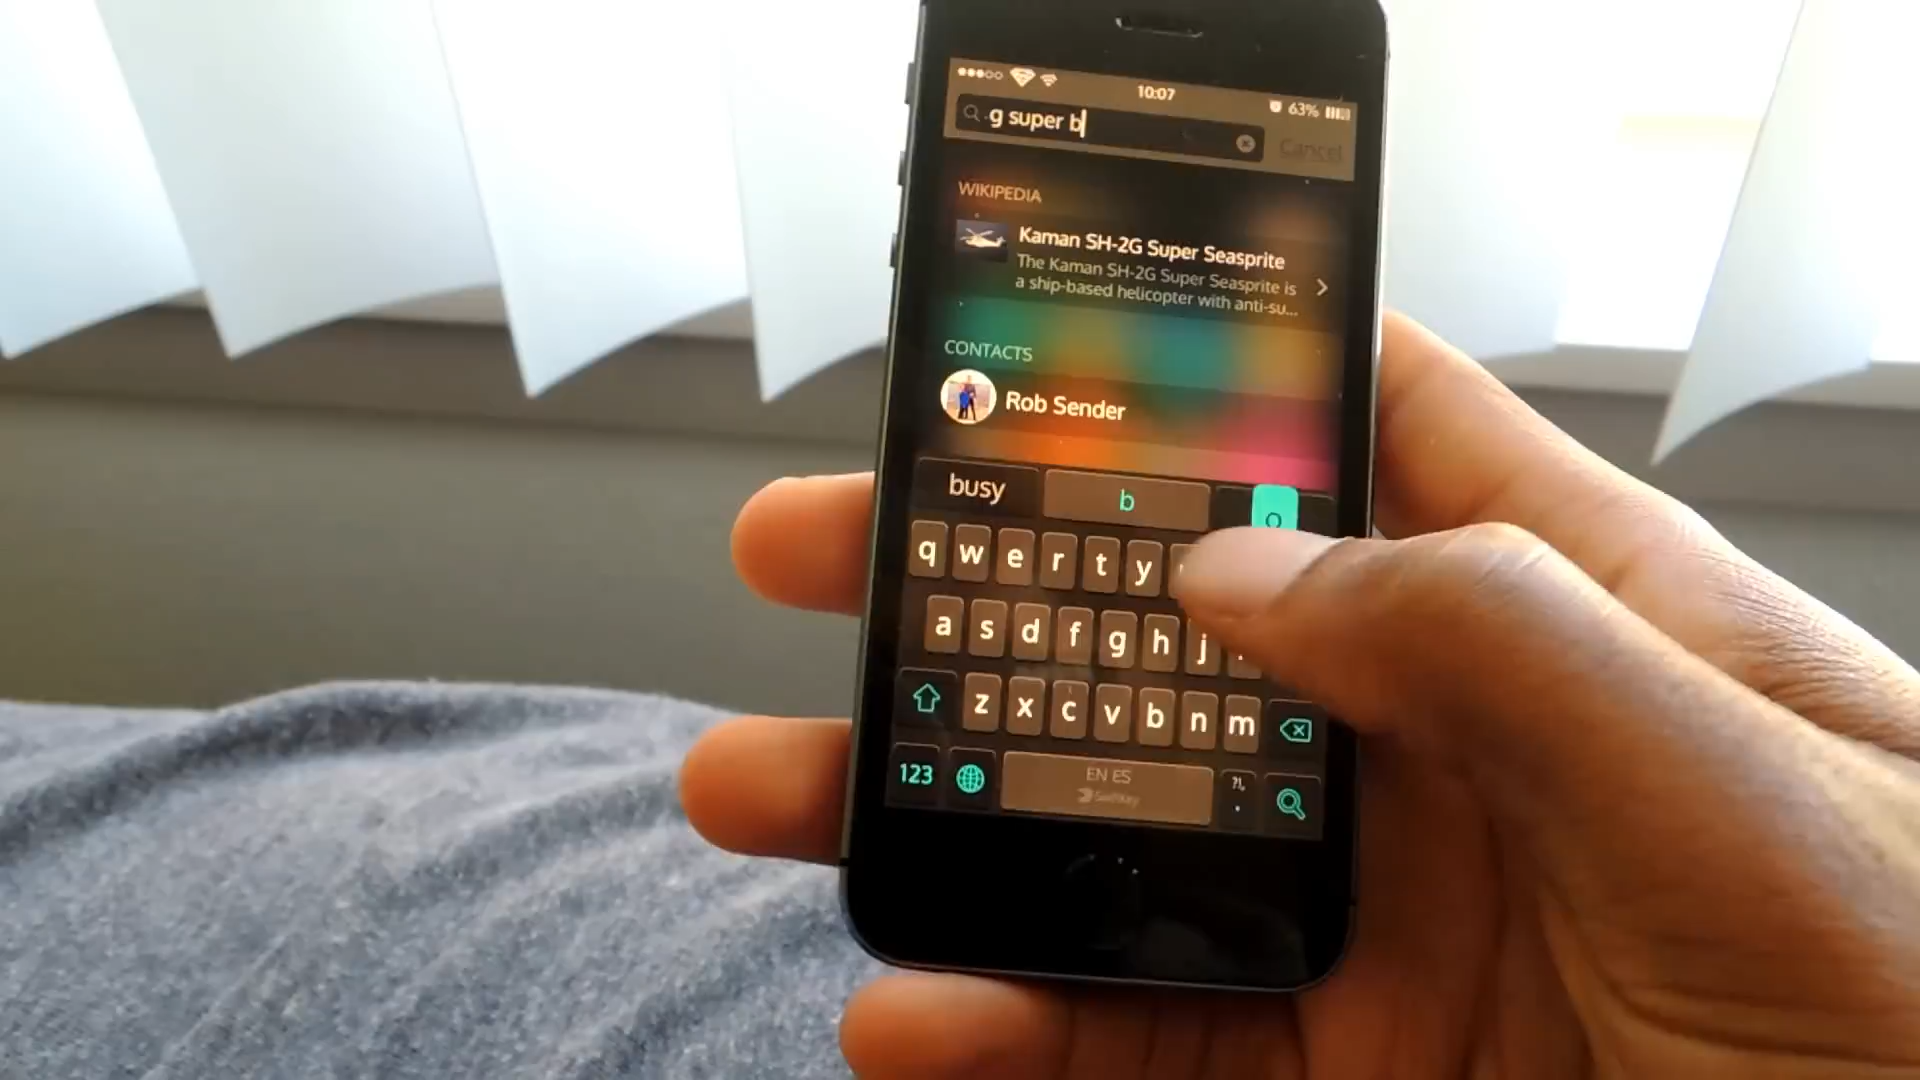 10:07
63%
g super b
Cancel
WIKIPEDIA
Kaman SH-2G Super Seasprite
The Kaman SH-2G Super Seasprite is
a ship-based helicopter with anti-su...
CONTACTS
Rob Sender
busy b o
q w e r t y
a s d f g h j
z x c v b n m
123 EN ES ?!,
SwiftKey .